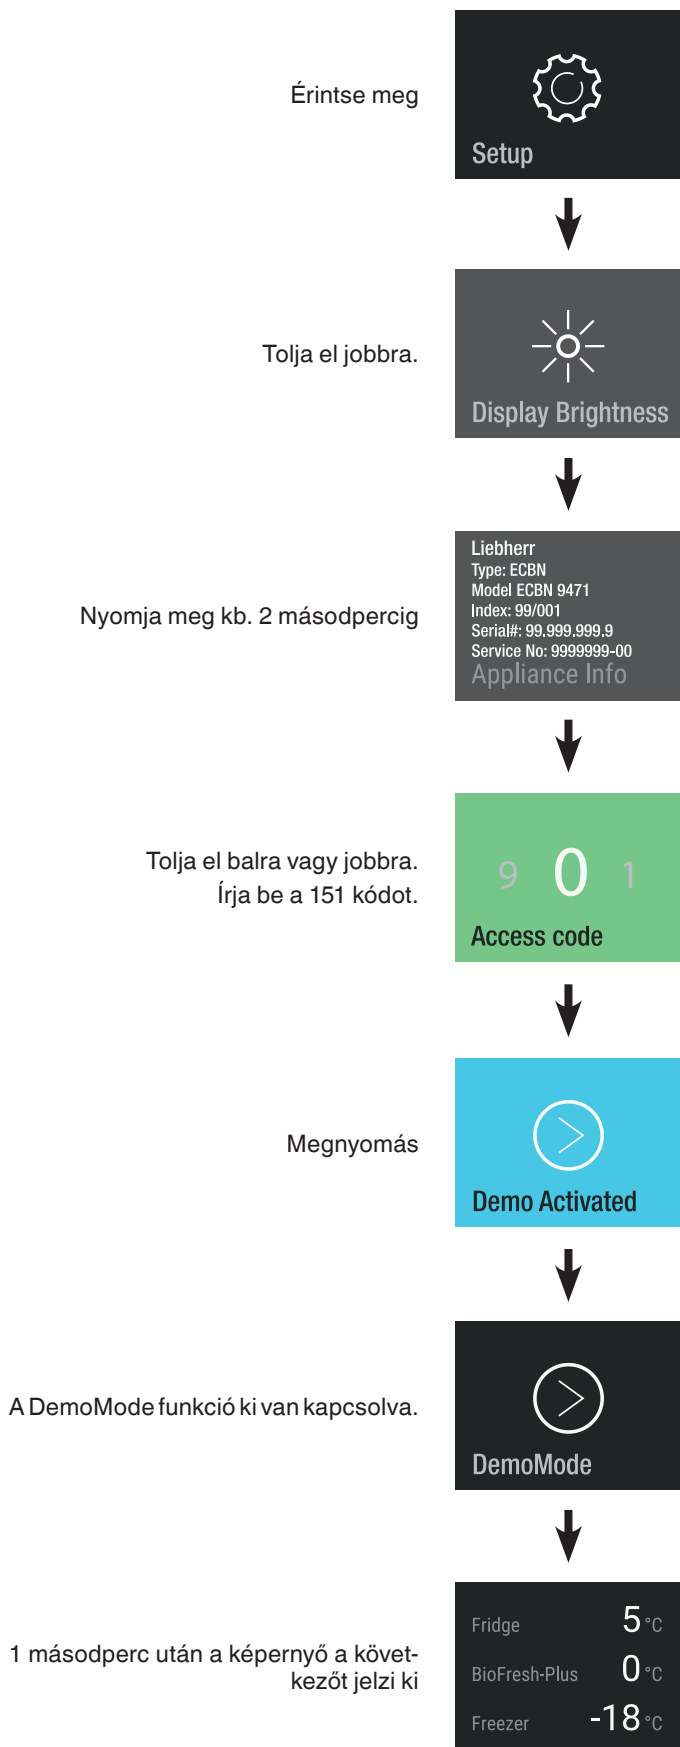 Érintse meg
Setup
Tolja el jobbra.
Display Brightness
Liebherr
Type: ECBN
Model ECBN 9471
Index: 99/001
Serial#: 99.999.999.9
Service No: 9999999-00
Appliance Info
Nyomja meg kb. 2 másodpercig
Tolja el balra vagy jobbra.
Írja be a 151 kódot.
9 0 1
Access code
Megnyomás
Demo Activated
A DemoMode funkció ki van kapcsolva.
DemoMode
1 másodperc után a képernyő a követ-
kezőt jelzi ki
Fridge 5 °C
BioFresh-Plus 0 °C
Freezer -18 °C